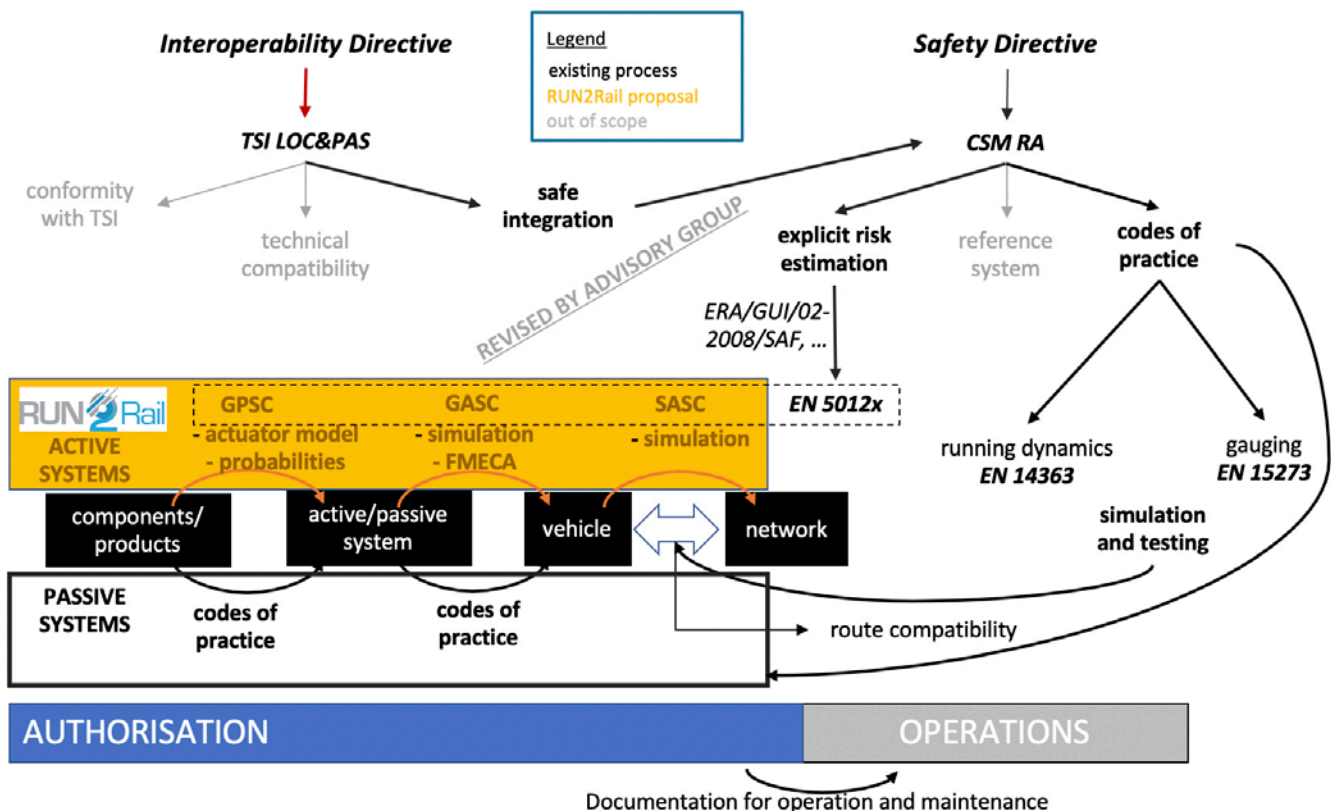 Interoperability Directive
Legend
existing process
RUN2Rail proposal
out of scope
Safety Directive
TSI LOC&PAS
CSM RA
conformity
with TSI
technical
compatibility
safe
integration
REVISED BY ADVISORY GROUP
explicit risk
estimation
reference
system
codes of
practice
ERA/GUI/02-
2008/SAF, ...
RUN2Rail
ACTIVE
SYSTEMS
GPSC
- actuator model
- probabilities
GASC
- simulation
- FMECA
SASC
- simulation
EN 5012x
running dynamics
EN 14363
gauging
EN 15273
components/
products
active/passive
system
vehicle
network
simulation
and testing
PASSIVE
SYSTEMS
codes of
practice
codes of
practice
route compatibility
AUTHORISATION
OPERATIONS
Documentation for operation and maintenance